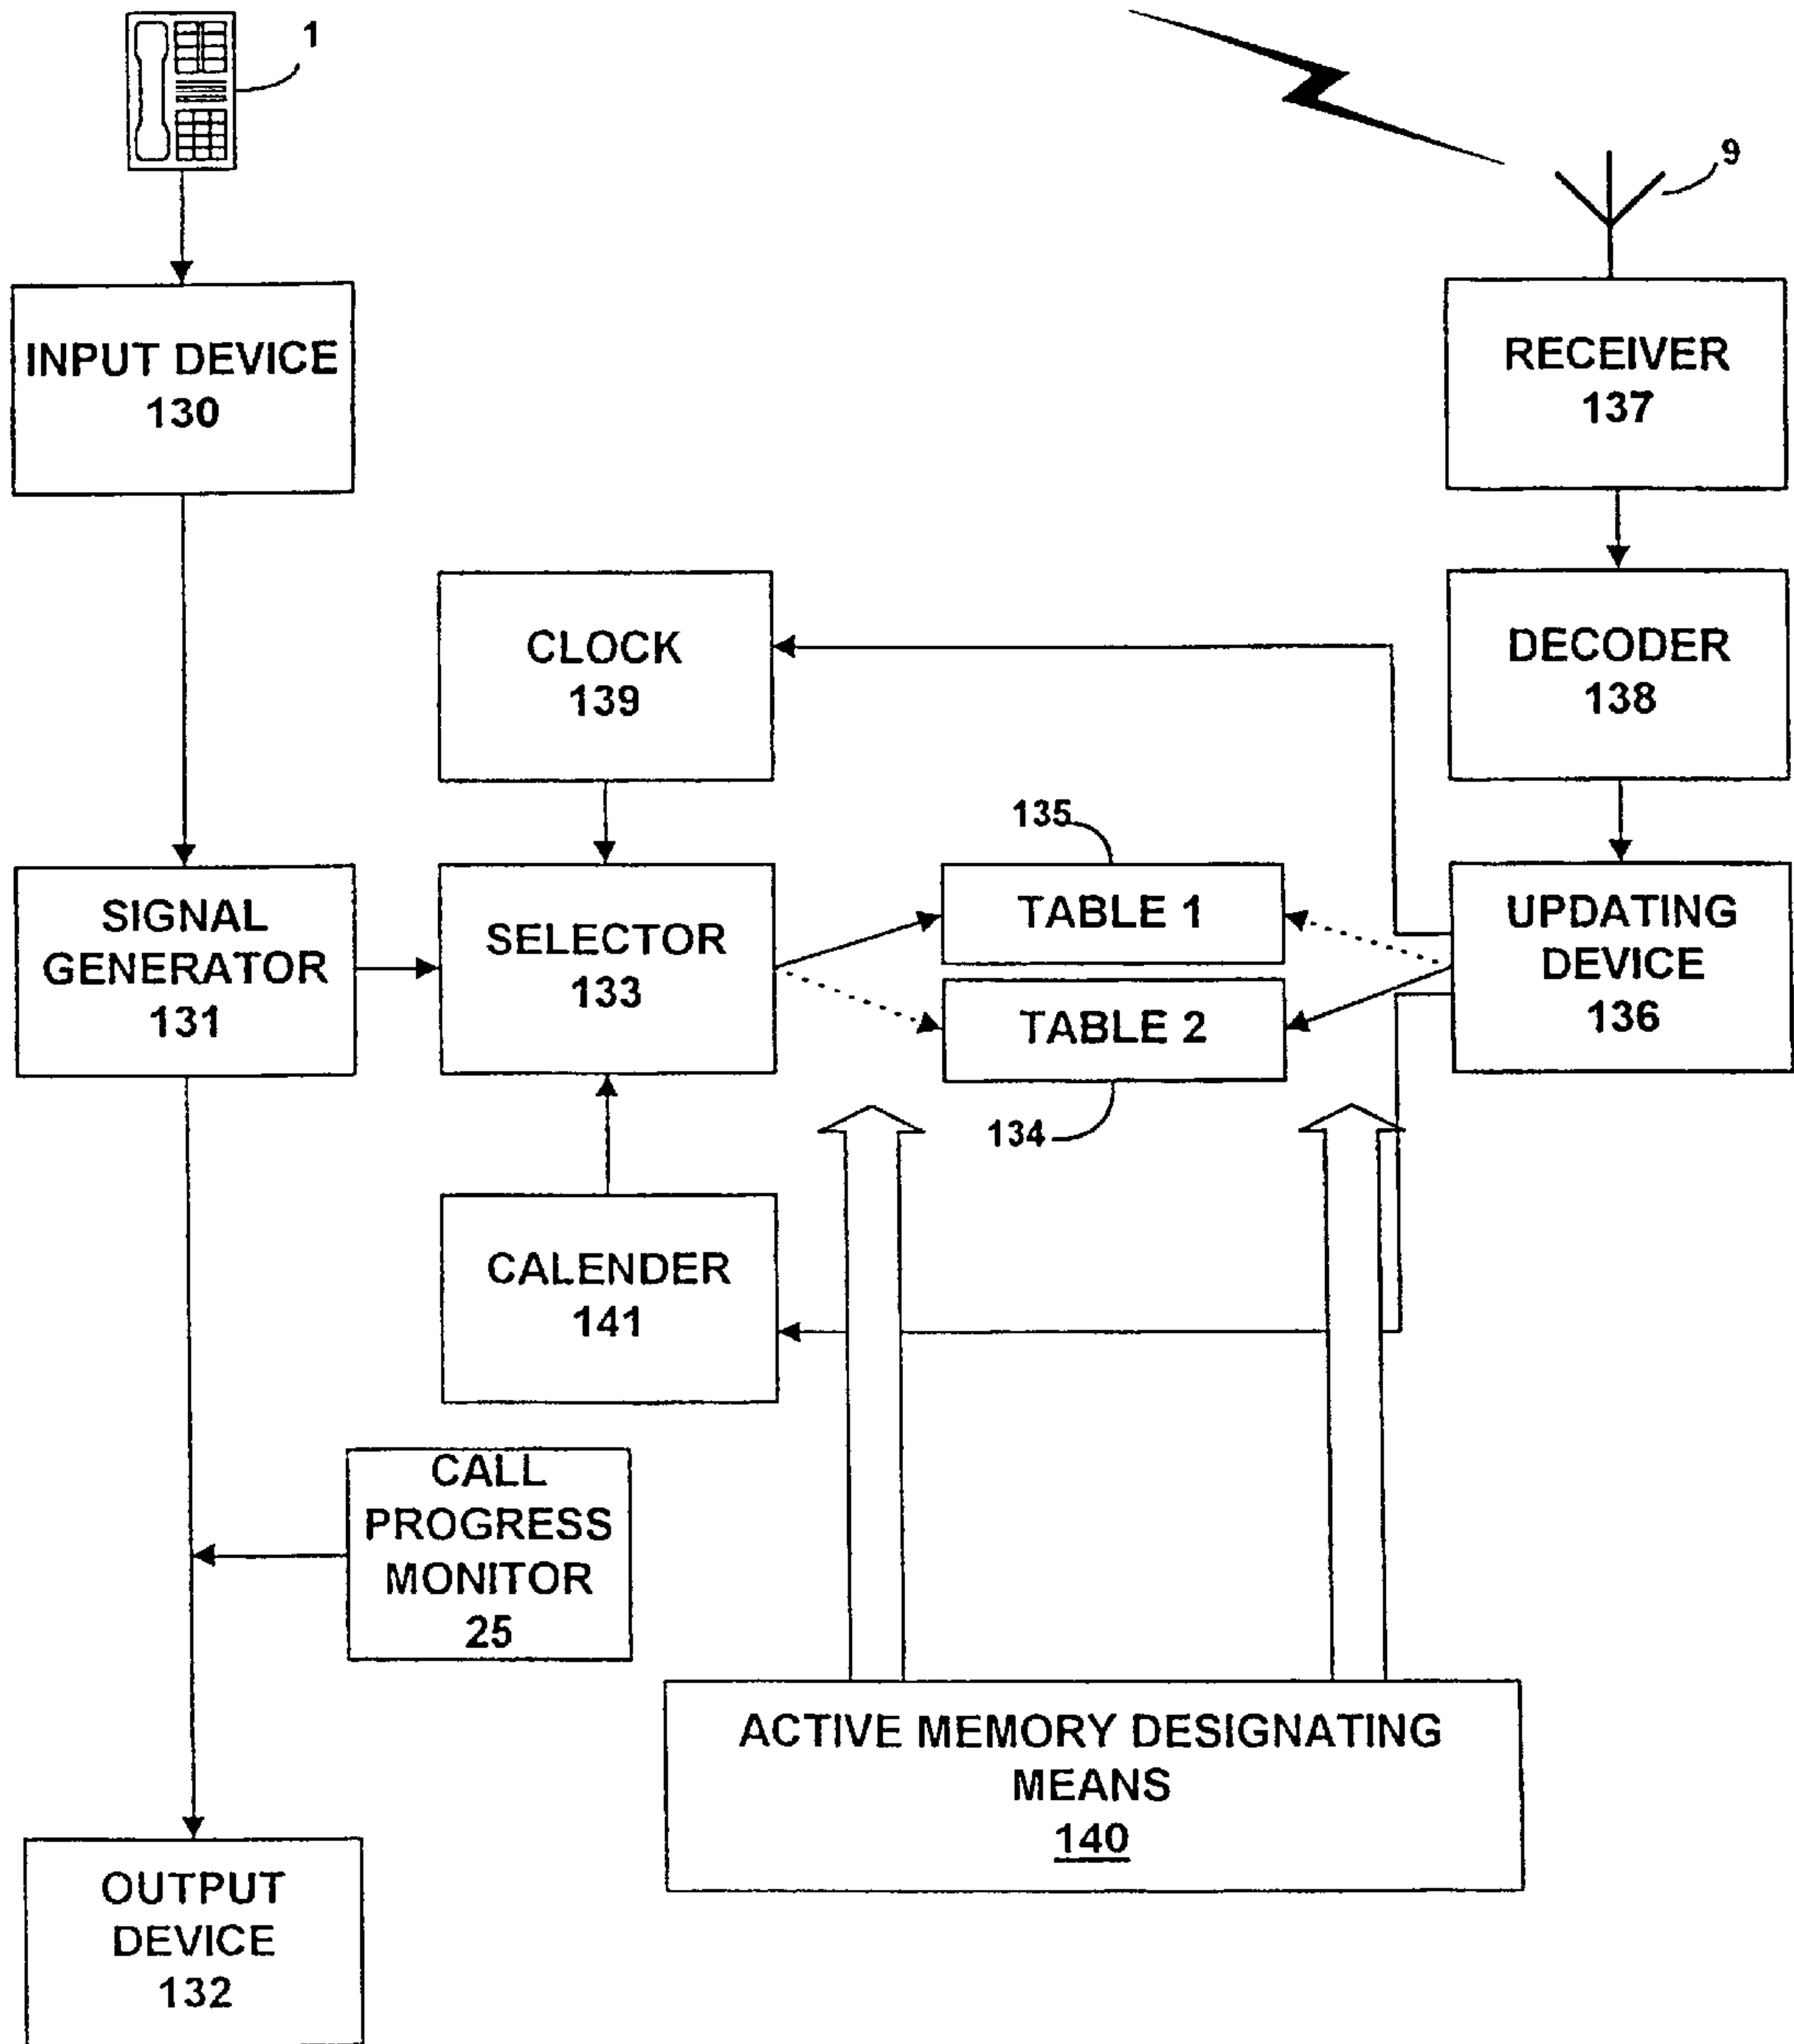 1
9
INPUT DEVICE
130
RECEIVER
137
CLOCK
139
DECODER
138
135
SIGNAL
GENERATOR
131
SELECTOR
133
TABLE 1
TABLE 2
UPDATING
DEVICE
136
134
CALENDER
141
CALL
PROGRESS
MONITOR
25
ACTIVE MEMORY DESIGNATING
MEANS
140
OUTPUT
DEVICE
132